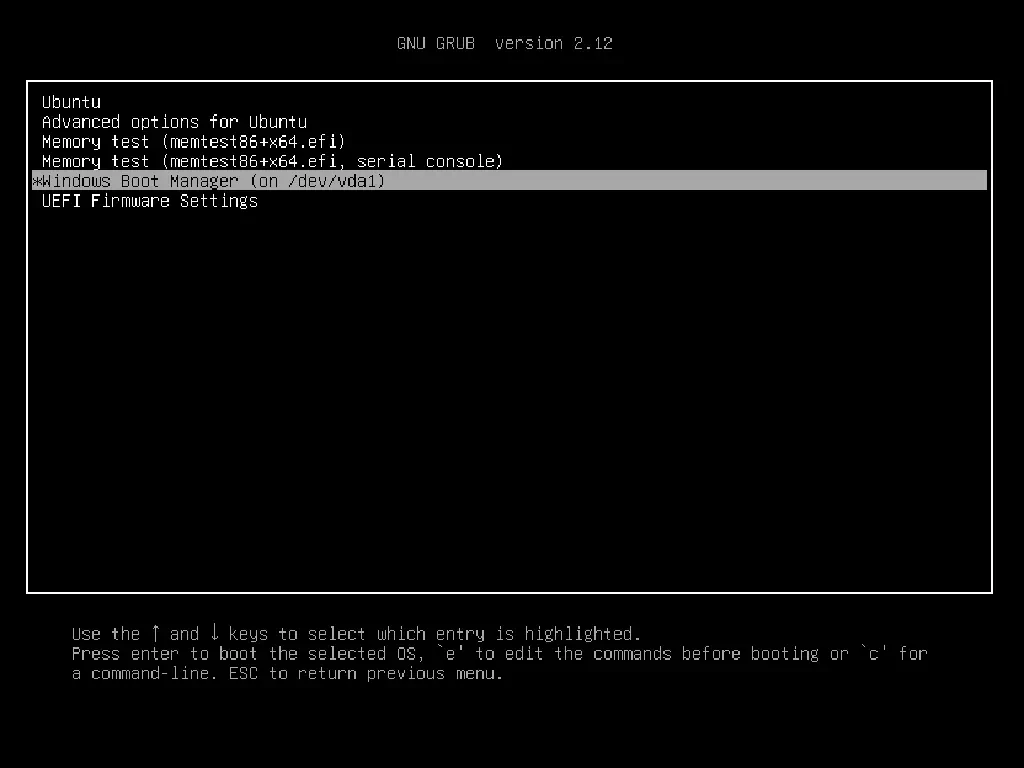 GNU GRUB  version 2.12
Ubuntu
Advanced options for Ubuntu
Memory test (memtest86+x64.efi)
Memory test (memtest86+x64.efi, serial console)
*Windows Boot Manager (on /dev/vda1)
UEFI Firmware Settings
Use the ↑ and ↓ keys to select which entry is highlighted.
Press enter to boot the selected OS, `e' to edit the commands before booting or `c' for
a command-line. ESC to return previous menu.